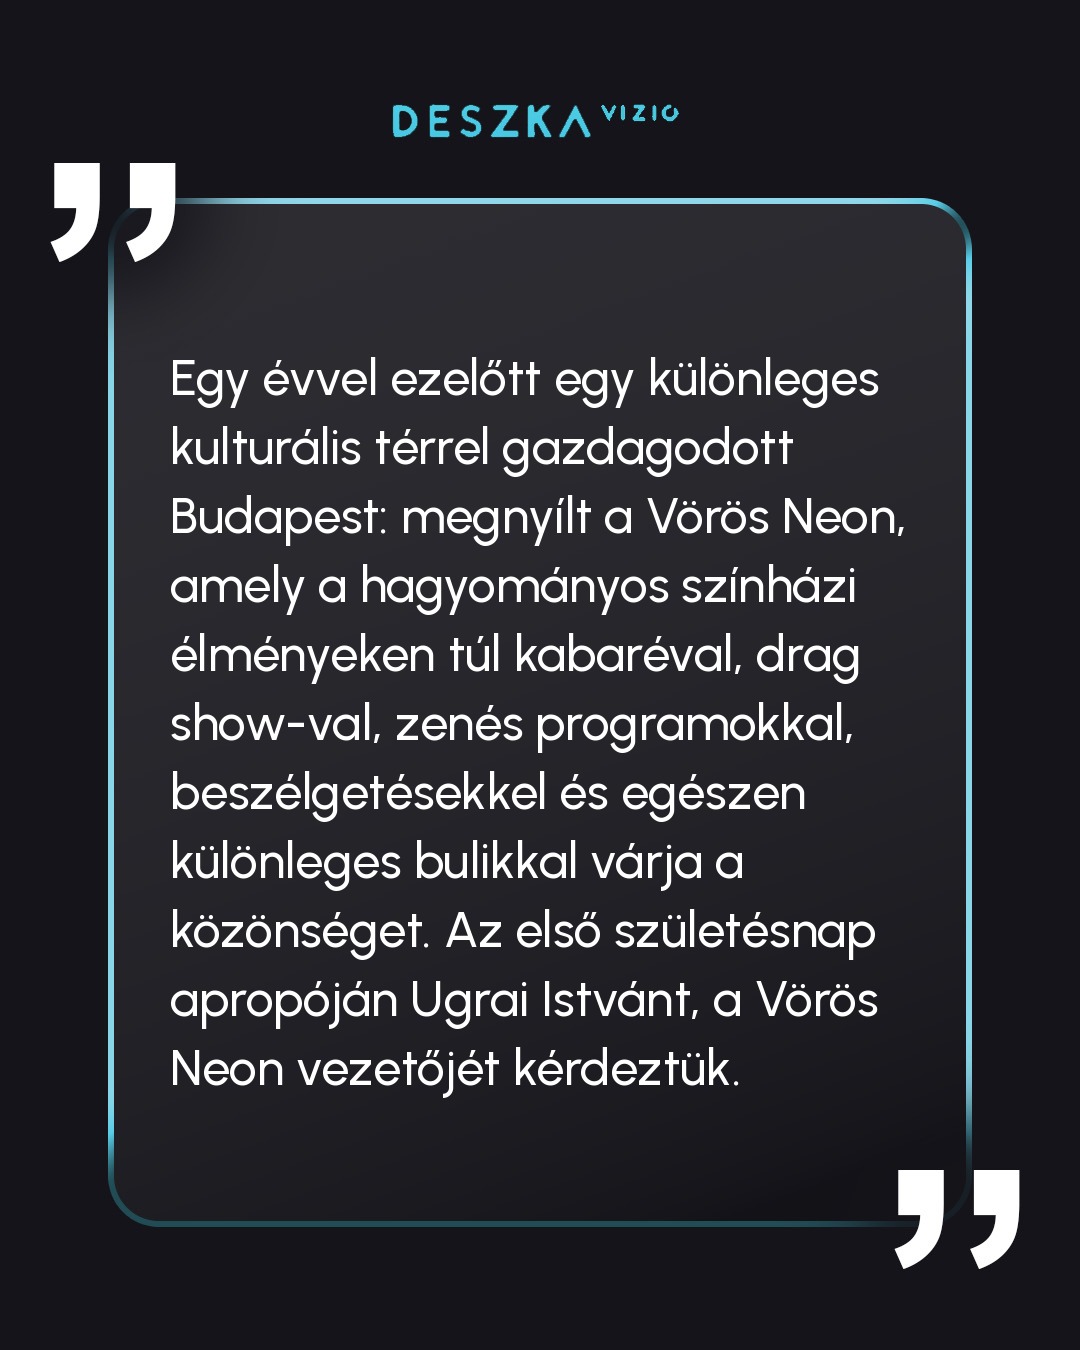 DESZKA VIZIO
”
Egy évvel ezelőtt egy különleges
kulturális térrel gazdagodott
Budapest: megnyílt a Vörös Neon,
amely a hagyományos színházi
élményeken túl kabaréval, drag
show-val, zenés programokkal,
beszélgetésekkel és egészen
különleges bulikkal várja a
közönséget. Az első születésnap
apropóján Ugrai Istvánt, a Vörös
Neon vezetőjét kérdeztük.
”